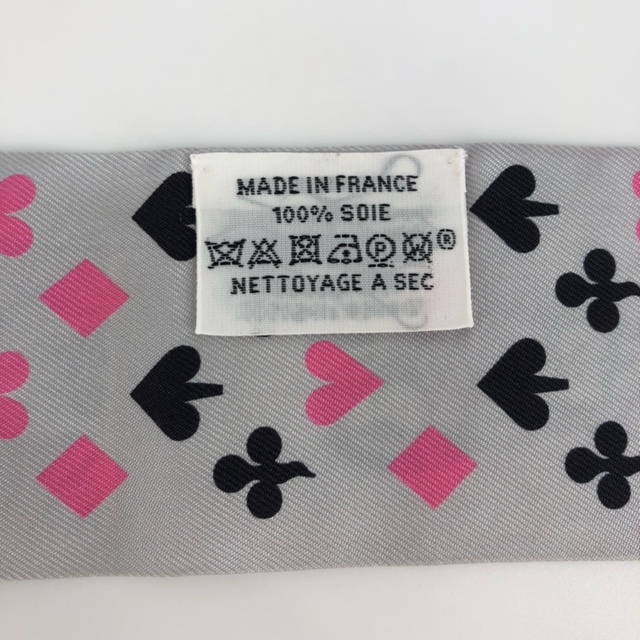 MADE IN FRANCE
100% SOIE
P ®
NETTOYAGE A SEC